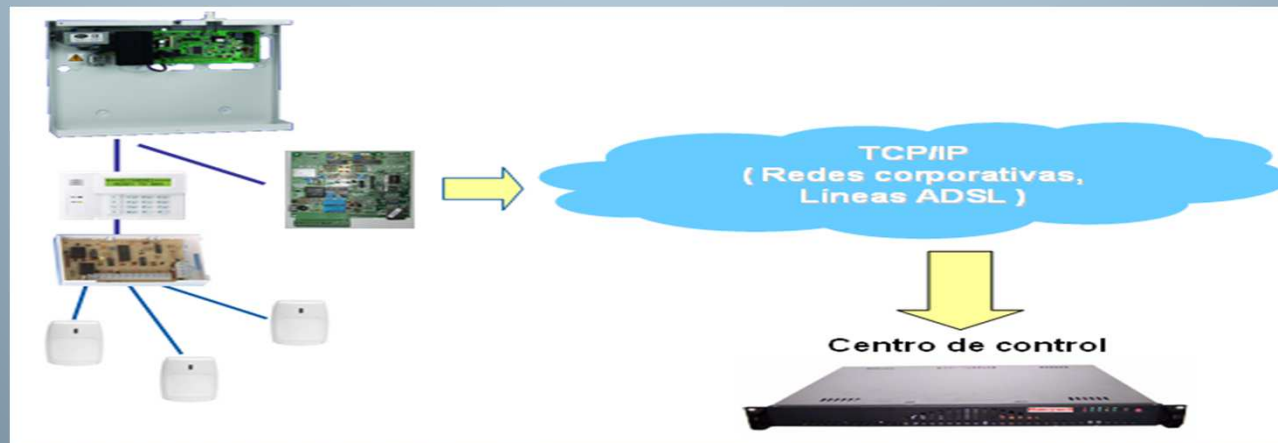 TCP/IP
( Redes corporativas,
Líneas ADSL )
Centro de control